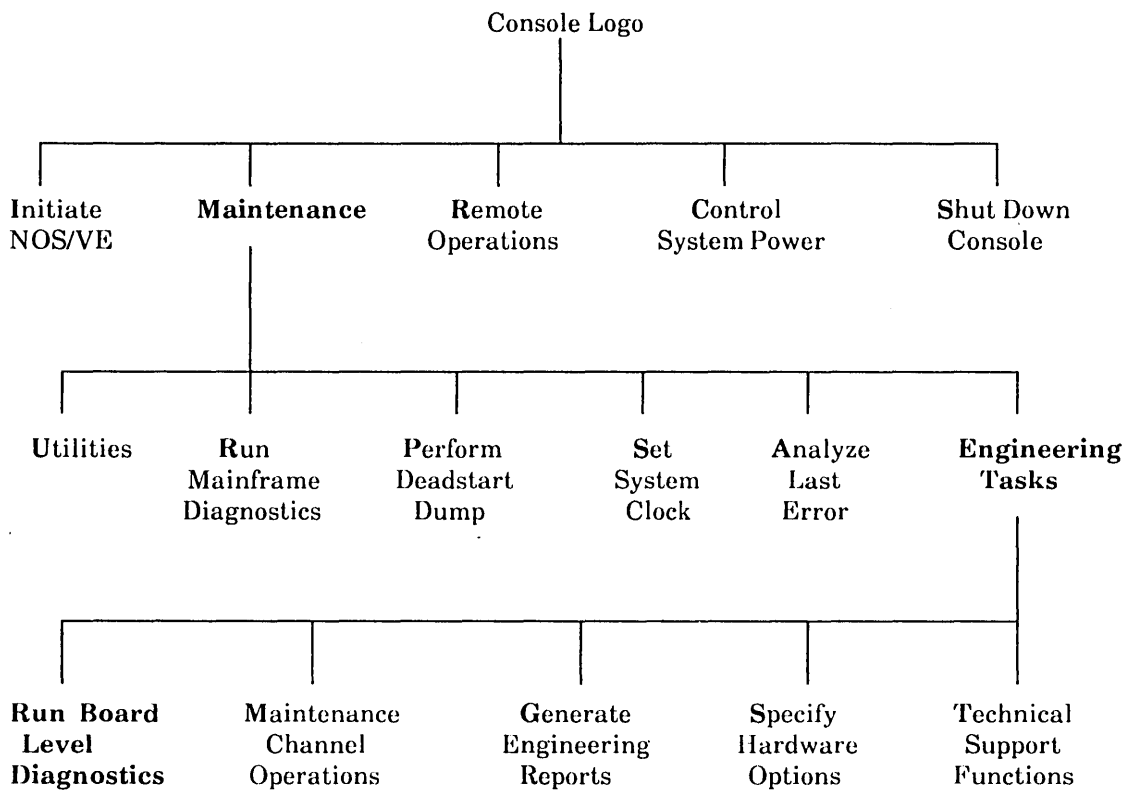 Console Logo
Initiate
NOS/VE
Maintenance
Remote
Operations
Control
System Power
Shut Down
Console
Utilities
Run
Mainframe
Diagnostics
Perform
Deadstart
Dump
Set
System
Clock
Analyze
Last
Error
Engineering
Tasks
Run Board
Level
Diagnostics
Maintenance
Channel
Operations
Generate
Engineering
Reports
Specify
Hardware
Options
Technical
Support
Functions